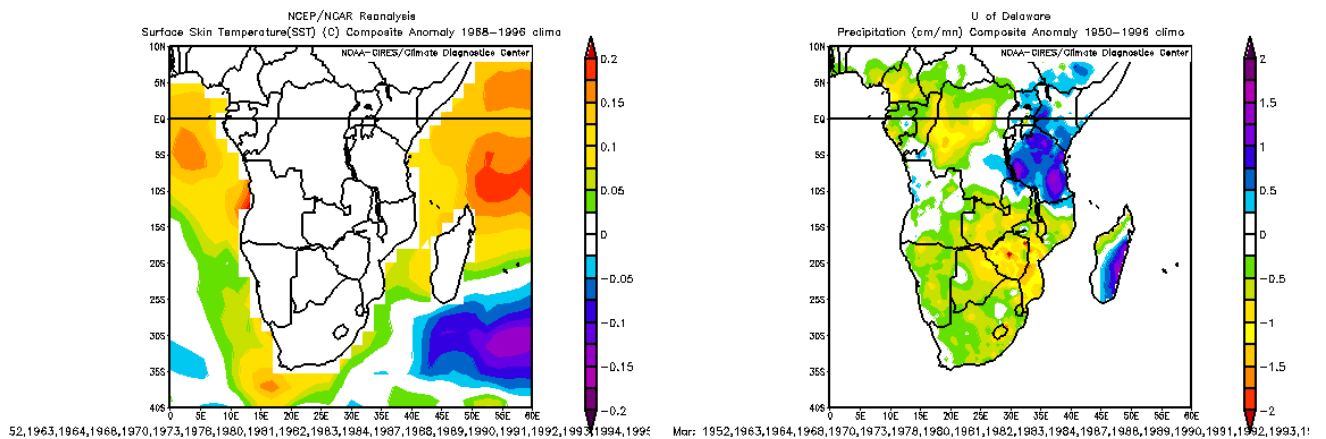 NCEP/NCAR Reanalysis
Surface Skin Temperature(SST) (C) Composite Anomaly 1968-1996 clima
NOAA-CIRES/Climate Diagnostics Center
10N
5N
EQ
5S
10S
15S
20S
25S
30S
35S
40S
0 5E 10E 15E 20E 25E 30E 35E 40E 45E 50E 55E 60E
0.2
0.15
0.1
0.05
0
-0.05
-0.1
-0.15
-0.2
52,1963,1964,1968,1970,1973,1978,1980,1981,1982,1983,1984,1987,1988,1989,1990,1991,1992,1993,1994,1995
U of Delaware
Precipitation (cm/mn) Composite Anomaly 1950-1996 climo
NOAA-CIRES/Climate Diagnostics Center
10N
5N
EQ
5S
10S
15S
20S
25S
30S
35S
40S
0 5E 10E 15E 20E 25E 30E 35E 40E 45E 50E 55E 60E
2
1.5
1
0.5
0
-0.5
-1
-1.5
-2
Mar: 1952,1963,1964,1968,1970,1973,1978,1980,1981,1982,1983,1984,1987,1988,1989,1990,1991,1992,1993,1